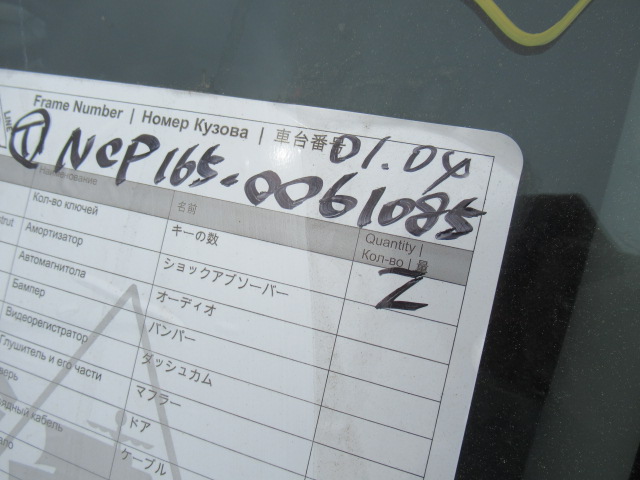 Frame Number | Номер Кузова | 車台番号
01.04
Ⓣ NCP165-0061085
Наименование 名前 Quantity | Кол-во | 量
Кол-во ключей キーの数 2
Амортизатор ショックアブソーバー
Автомагнитола オーディオ
Бампер バンパー
Видеорегистратор ダッシュカム
Глушитель и его части マフラー
ドア
кабель ケーブル